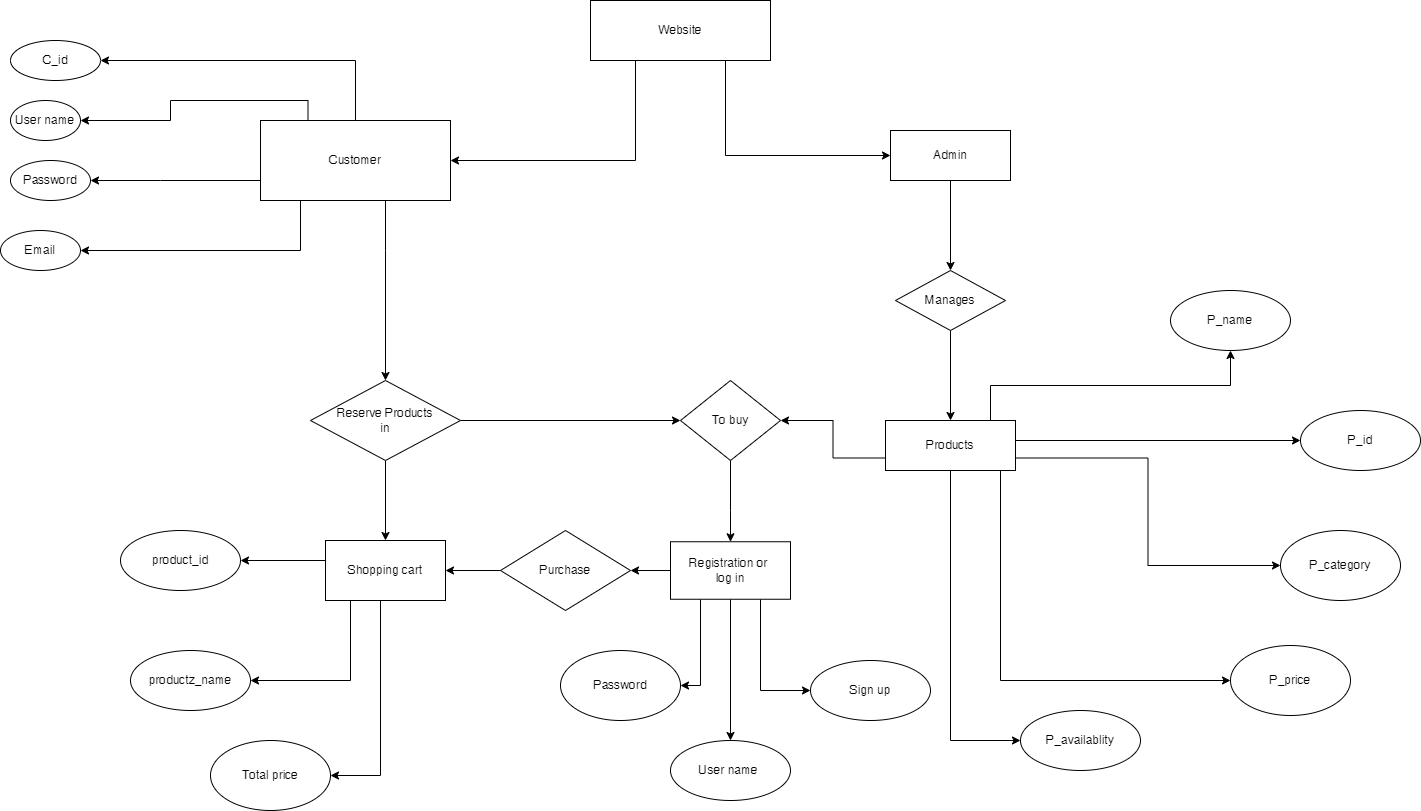 Website
C_id
User name
Customer
Admin
Password
Email
Manages
P_name
Reserve Products
in
To buy
Products
P_id
product_id
Shopping cart
Purchase
Registration or
log in
P_category
productz_name
Password
Sign up
P_price
Total price
User name
P_availablity